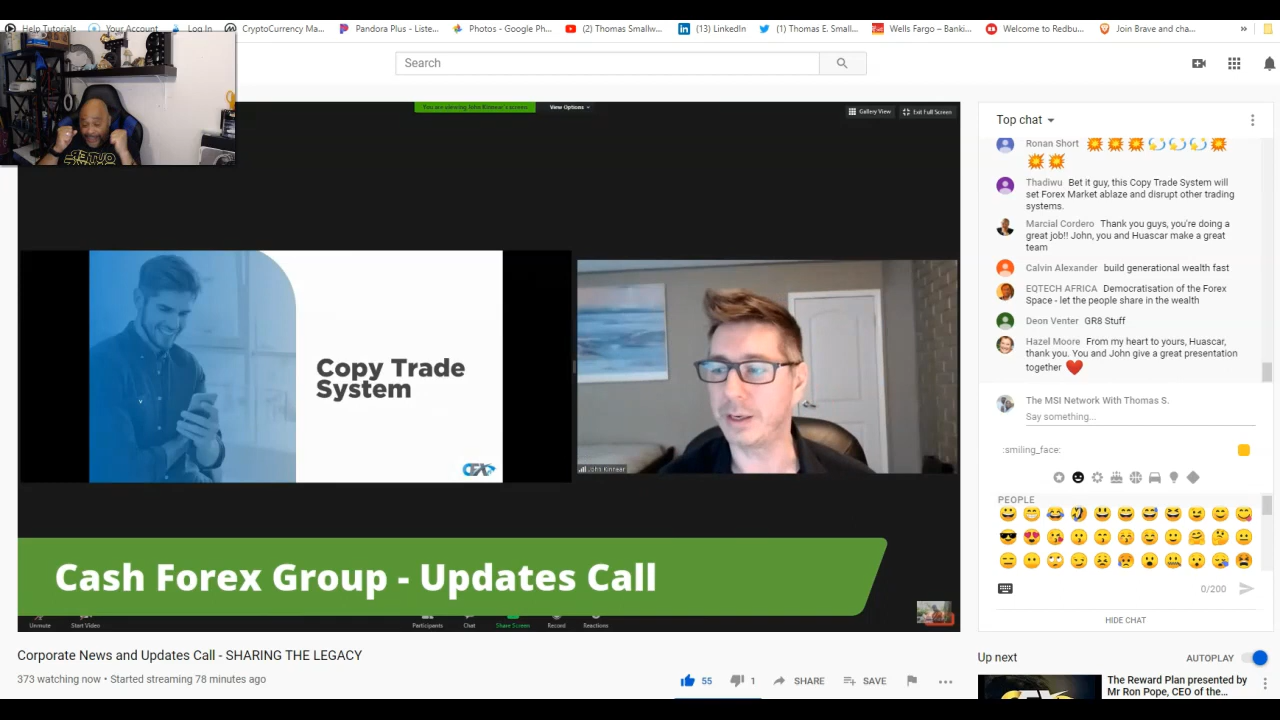 Help Tutorials
Your Account
Log In
CryptoCurrency Ma...
Pandora Plus - Liste...
Photos - Google Ph...
(2) Thomas Smallw...
(13) LinkedIn
(1) Thomas E. Small...
Wells Fargo – Banki...
Welcome to Redbu...
Join Brave and cha...
»
Search
You are viewing John Kinnear's screen
View Options
Gallery View
Exit Full Screen
Copy Trade
System
CFX
John Kinnear
Cash Forex Group - Updates Call
Unmute
Start Video
Participants
Chat
Share Screen
Record
Reactions
Corporate News and Updates Call - SHARING THE LEGACY
373 watching now • Started streaming 78 minutes ago
55
1
SHARE
SAVE
Top chat
Ronan Short
Thadiwu Bet it guy, this Copy Trade System will
set Forex Market ablaze and disrupt other trading
systems.
Marcial Cordero Thank you guys, you're doing a
great job!! John, you and Huascar make a great
team
Calvin Alexander build generational wealth fast
EQTECH AFRICA Democratisation of the Forex
Space - let the people share in the wealth
Deon Venter GR8 Stuff
Hazel Moore From my heart to yours, Huascar,
thank you. You and John give a great presentation
together
The MSI Network With Thomas S.
Say something...
:smiling_face:
PEOPLE
0/200
HIDE CHAT
Up next
AUTOPLAY
The Reward Plan presented by
Mr Ron Pope, CEO of the...